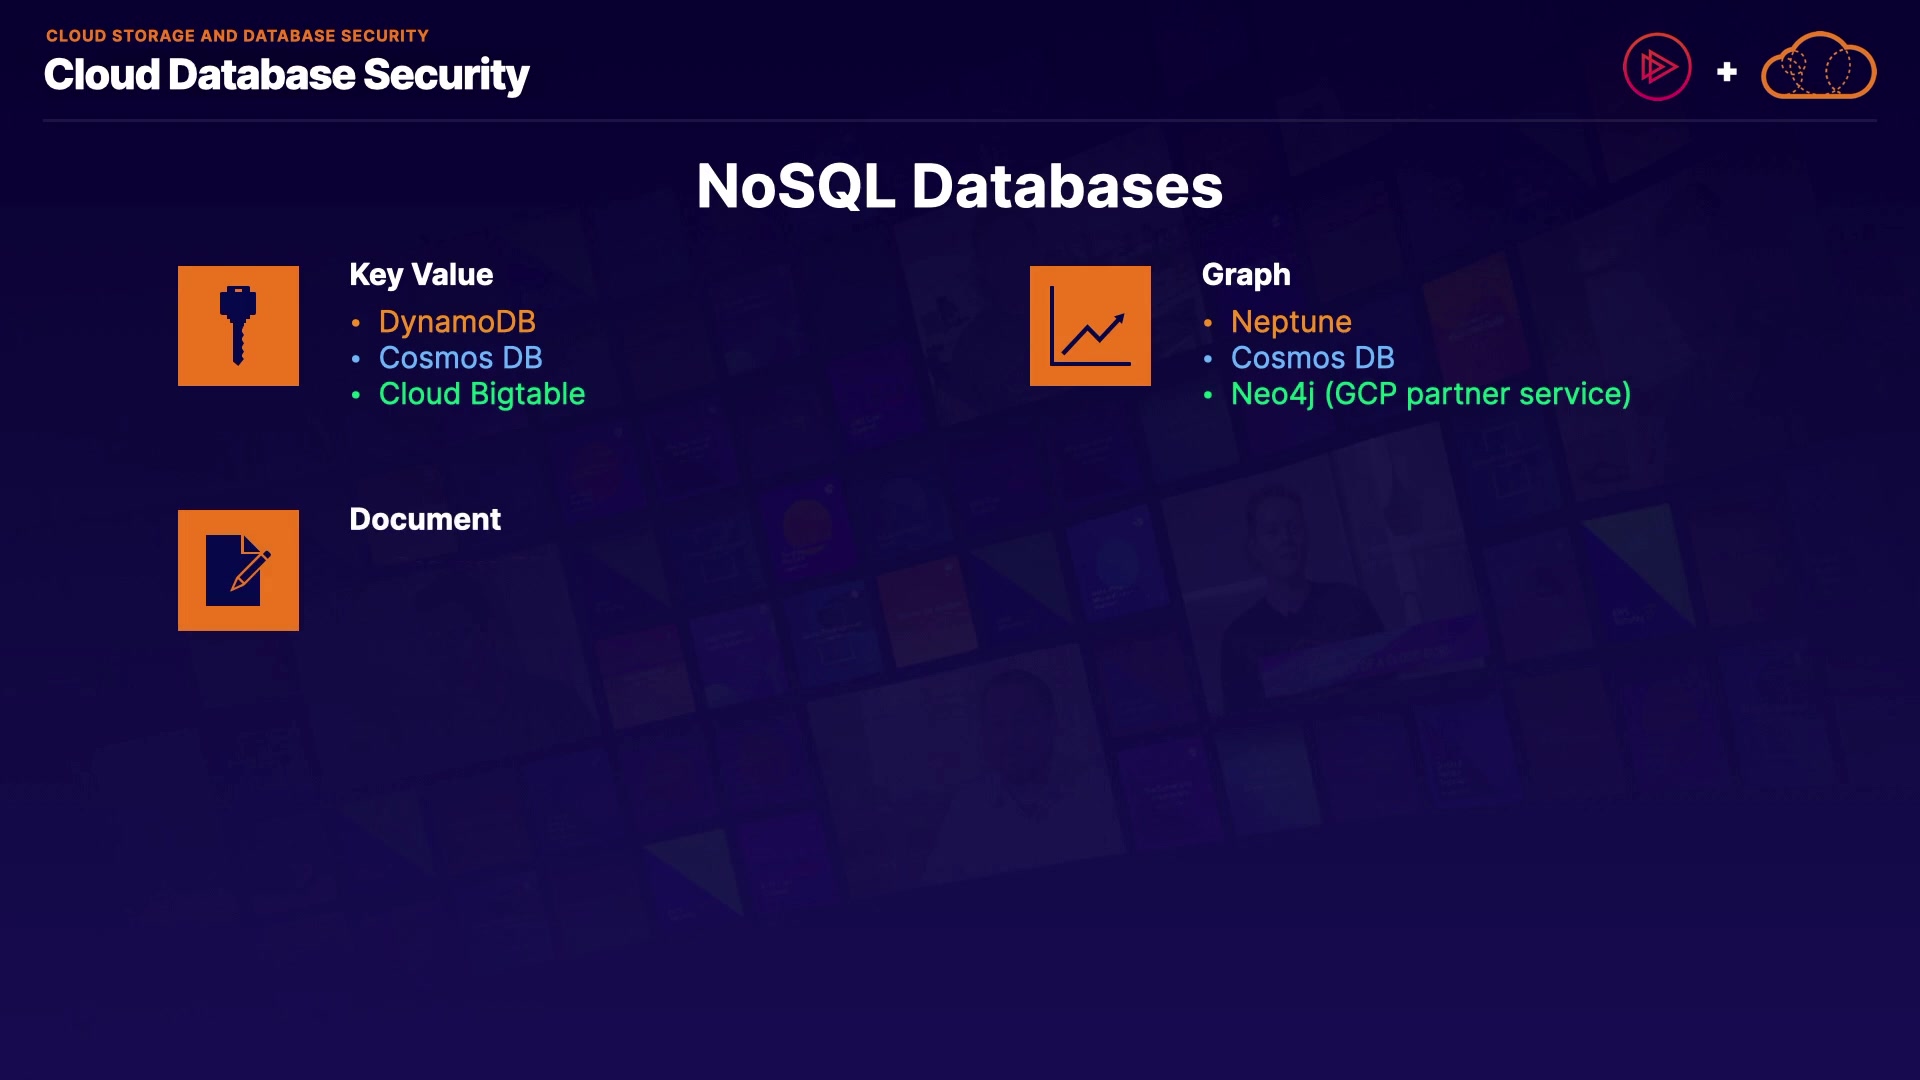 CLOUD STORAGE AND DATABASE SECURITY
Cloud Database Security
NoSQL Databases
Key Value
• DynamoDB
• Cosmos DB
• Cloud Bigtable
Graph
• Neptune
• Cosmos DB
• Neo4j (GCP partner service)
Document